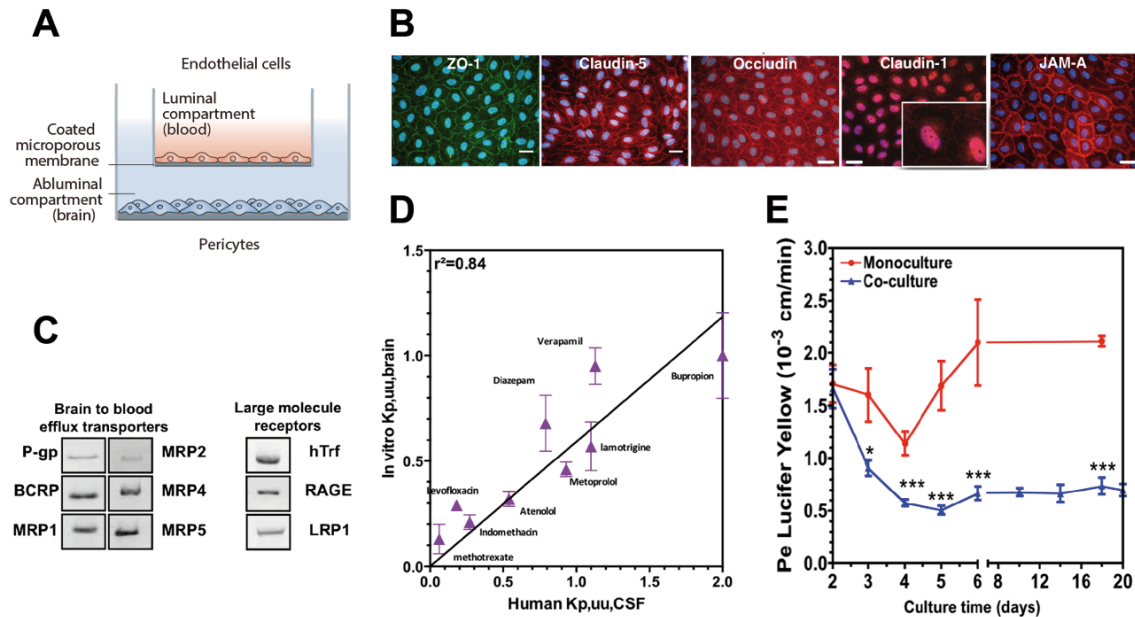 A
Endothelial cells
Luminal
compartment
(blood)
Coated
microporous
membrane
Abluminal
compartment
(brain)
Pericytes
B
ZO-1
Claudin-5
Occludin
Claudin-1
JAM-A
C
Brain to blood
efflux transporters
Large molecule
receptors
P-gp
MRP2
hTrf
BCRP
MRP4
RAGE
MRP1
MRP5
LRP1
D
r²=0.84
In vitro Kp,uu,brain
1.5
1.0
0.5
0.0
Verapamil
Diazepam
Bupropion
lamotrigine
Metoprolol
levofloxacin
Atenolol
Indomethacin
methotrexate
0.0 0.5 1.0 1.5 2.0
Human Kp,uu,CSF
E
Pe Lucifer Yellow (10⁻³ cm/min)
3.0
2.5
2.0
1.5
1.0
0.5
0.0
Monoculture
Co-culture
* *** *** *** ***
2 3 4 5 6 8 10 14 18 20
Culture time (days)